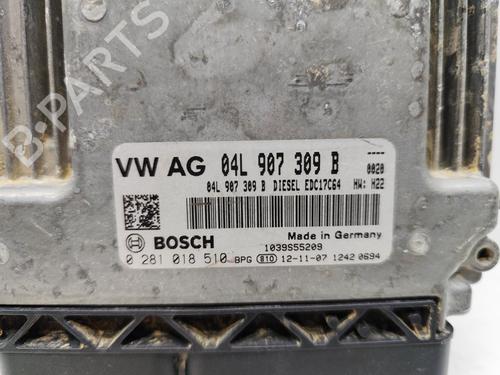 B-PARTS
VW AG 04L 907 309 B ----
0020
04L 907 309 B DIESEL EDC17C64 HW: H22
Made in Germany
BOSCH 1039S55209
0 281 018 510 BPG 810 12-11-07 1242 0694